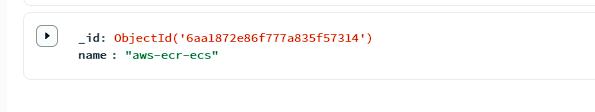 _id: ObjectId('6aa1872e86f777a835f57314')
name : "aws-ecr-ecs"